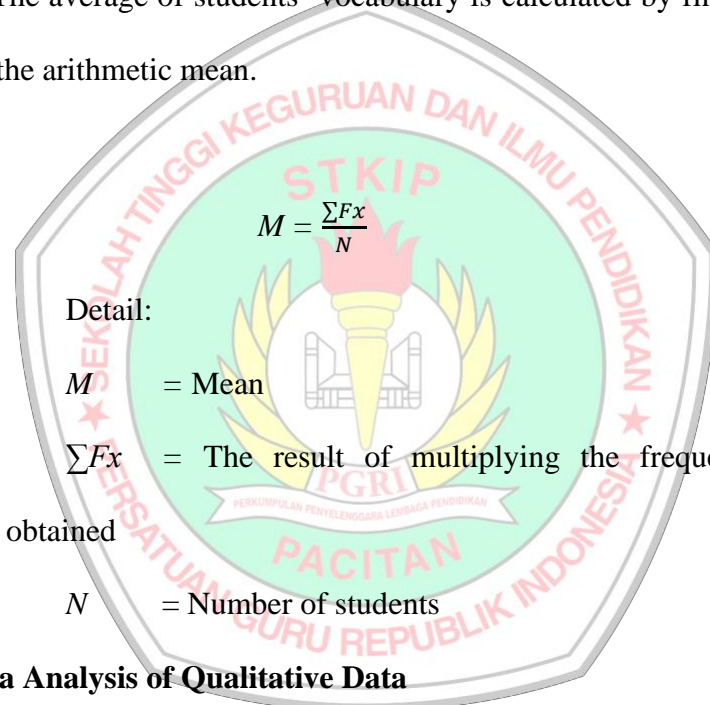 The average of students' vocabulary is calculated by
the arithmetic mean.
SEKOLAH TINGGI KEGURUAN DAN ILMU PENDIDIKAN
STKIP
M = ∑Fx / N
Detail:
M = Mean
∑Fx = The result of multiplying the
obtained
PGRI
PERKUMPULAN PENYELENGGARA LEMBAGA PENDIDIKAN
PACITAN
N = Number of students
PERSATUAN GURU REPUBLIK INDONESIA
Analysis of Qualitative Data